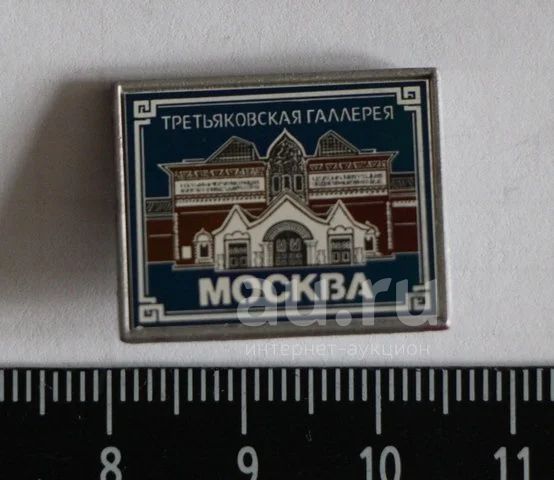 ТРЕТЬЯКОВСКАЯ ГАЛЛЕРЕЯ
МОСКВА
au.ru
интернет-аукцион
8 9 10 11